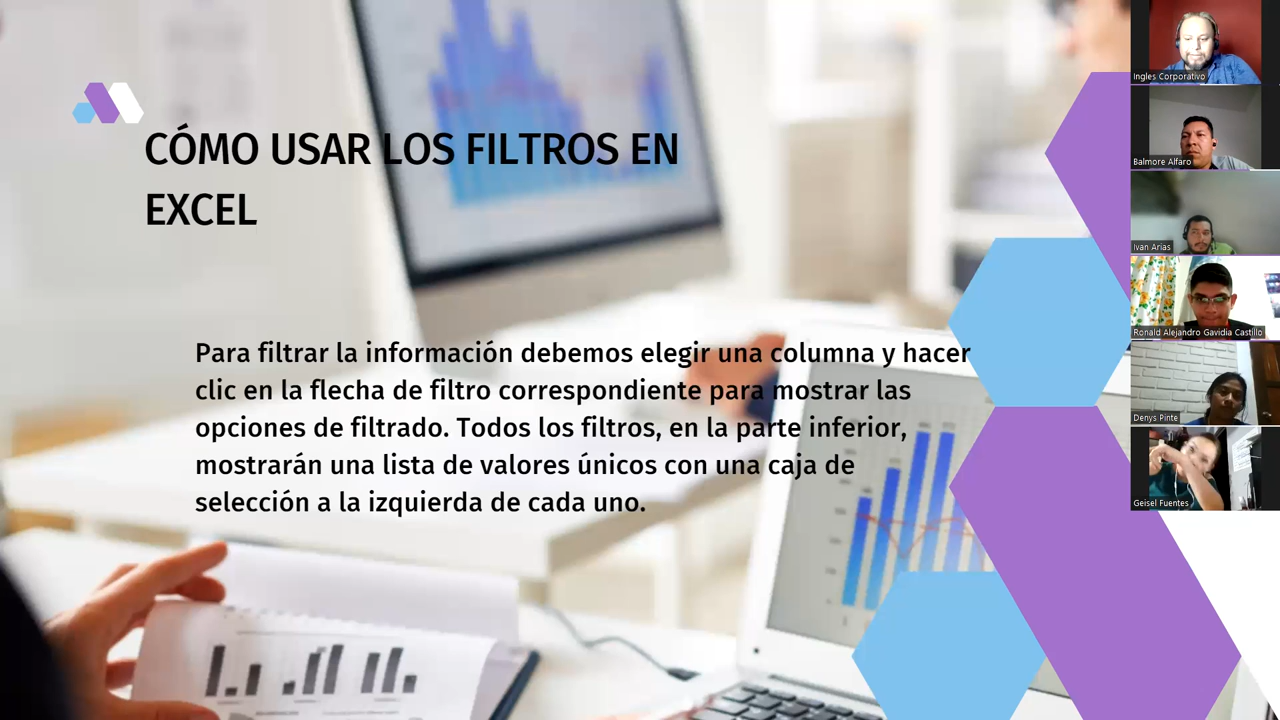 CÓMO USAR LOS FILTROS EN
EXCEL
Para filtrar la información debemos elegir una columna y hacer
clic en la flecha de filtro correspondiente para mostrar las
opciones de filtrado. Todos los filtros, en la parte inferior,
mostrarán una lista de valores únicos con una caja de
selección a la izquierda de cada uno.
Ingles Corporativo
Balmore Alfaro
Ivan Arias
Ronald Alejandro Gavidia Castillo
Denys Pinte
Geisel Fuentes